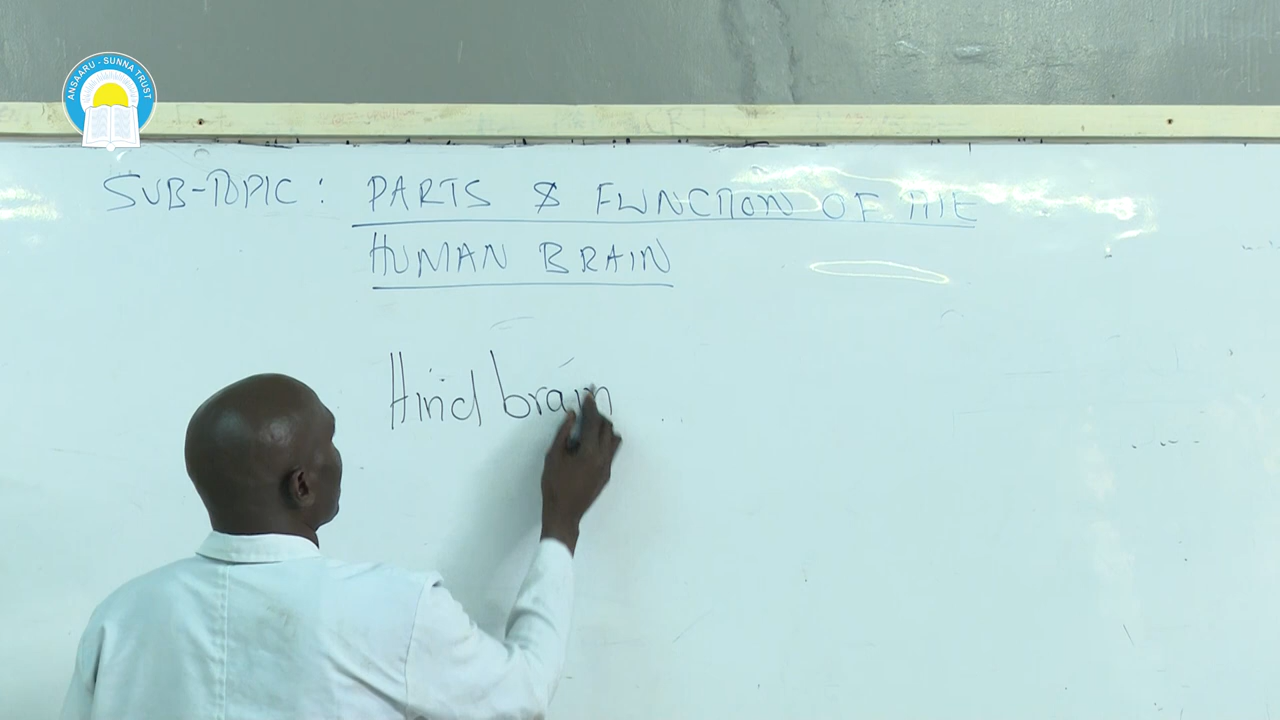 ANSAARU - SUNNA TRUST
SUB-TOPIC: PARTS & FUNCTION OF THE
HUMAN BRAIN
Hind brain